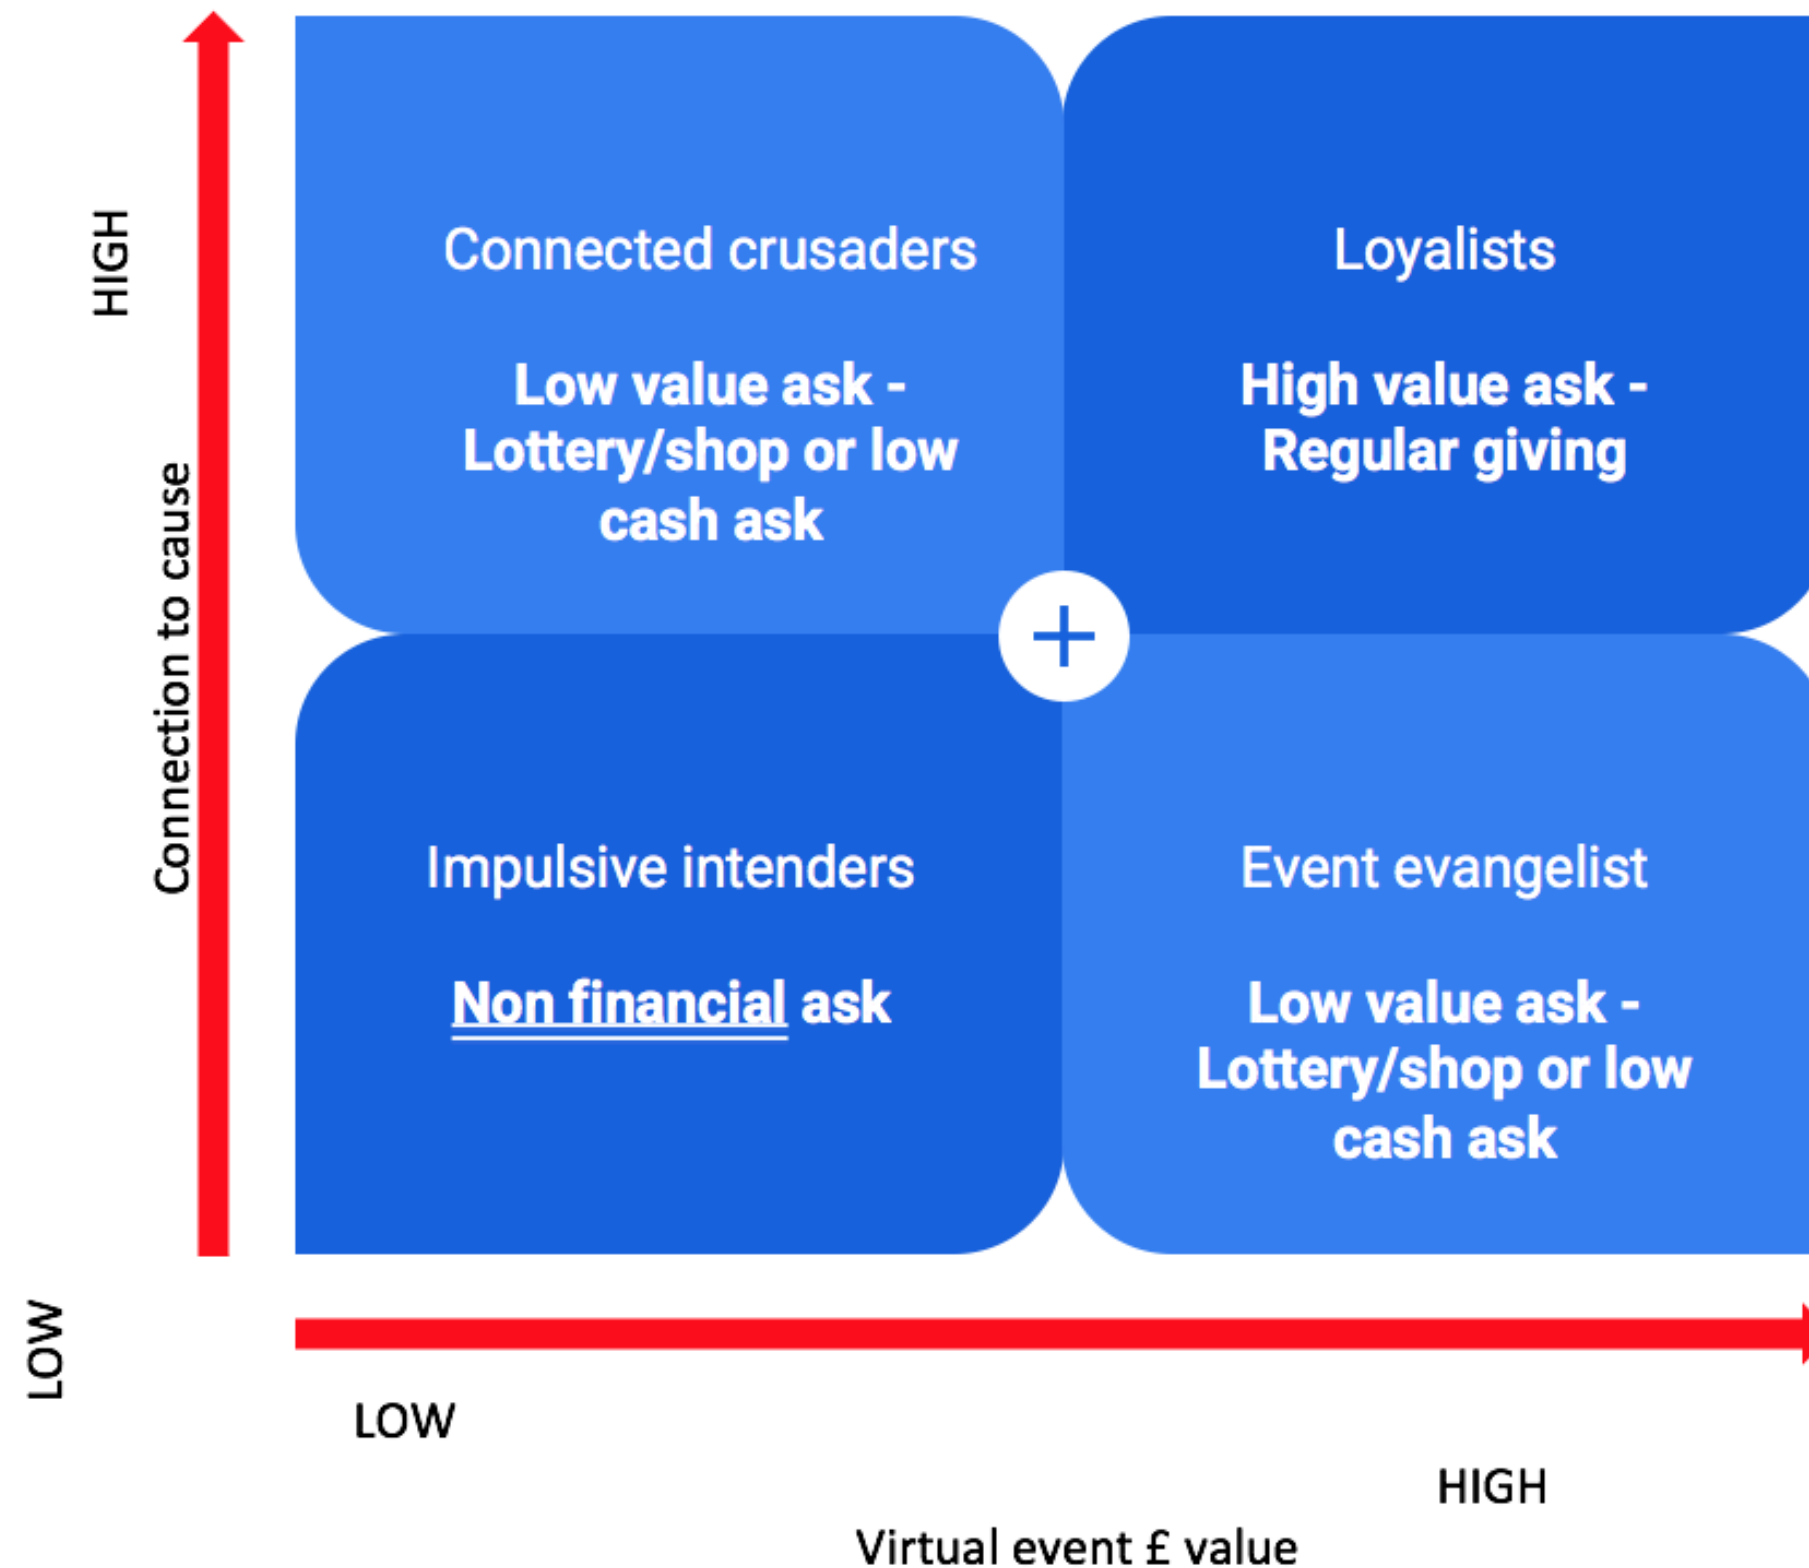 HIGH
Connection to cause
LOW
Connected crusaders
Low value ask -
Lottery/shop or low
cash ask
Loyalists
High value ask -
Regular giving
+
Impulsive intenders
Non financial ask
Event evangelist
Low value ask -
Lottery/shop or low
cash ask
LOW
HIGH
Virtual event £ value